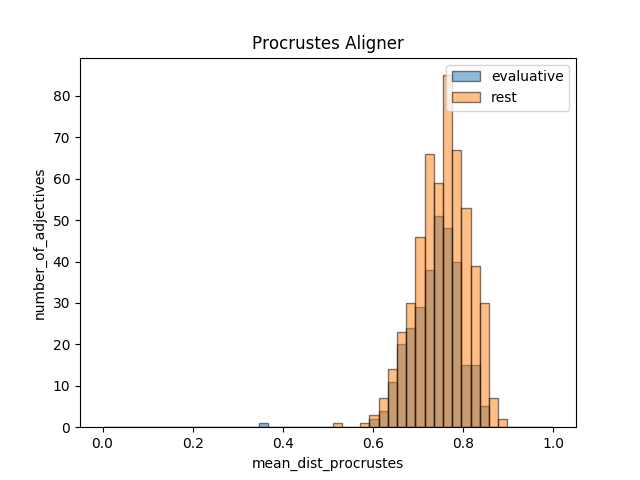 Procrustes Aligner
evaluative
rest
number_of_adjectives
80
70
60
50
40
30
20
10
0
0.0 0.2 0.4 0.6 0.8 1.0
mean_dist_procrustes